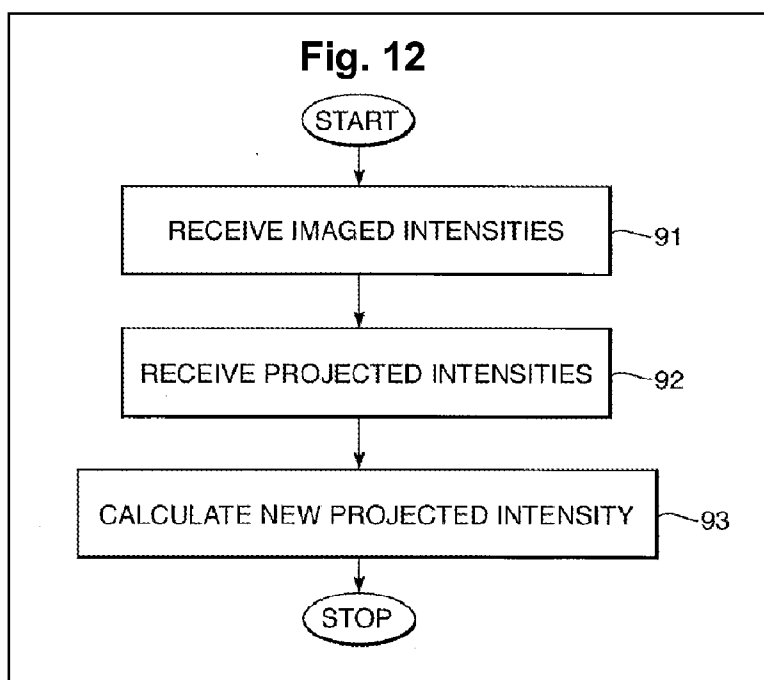 Fig. 12
START
RECEIVE IMAGED INTENSITIES
91
RECEIVE PROJECTED INTENSITIES
92
CALCULATE NEW PROJECTED INTENSITY
93
STOP